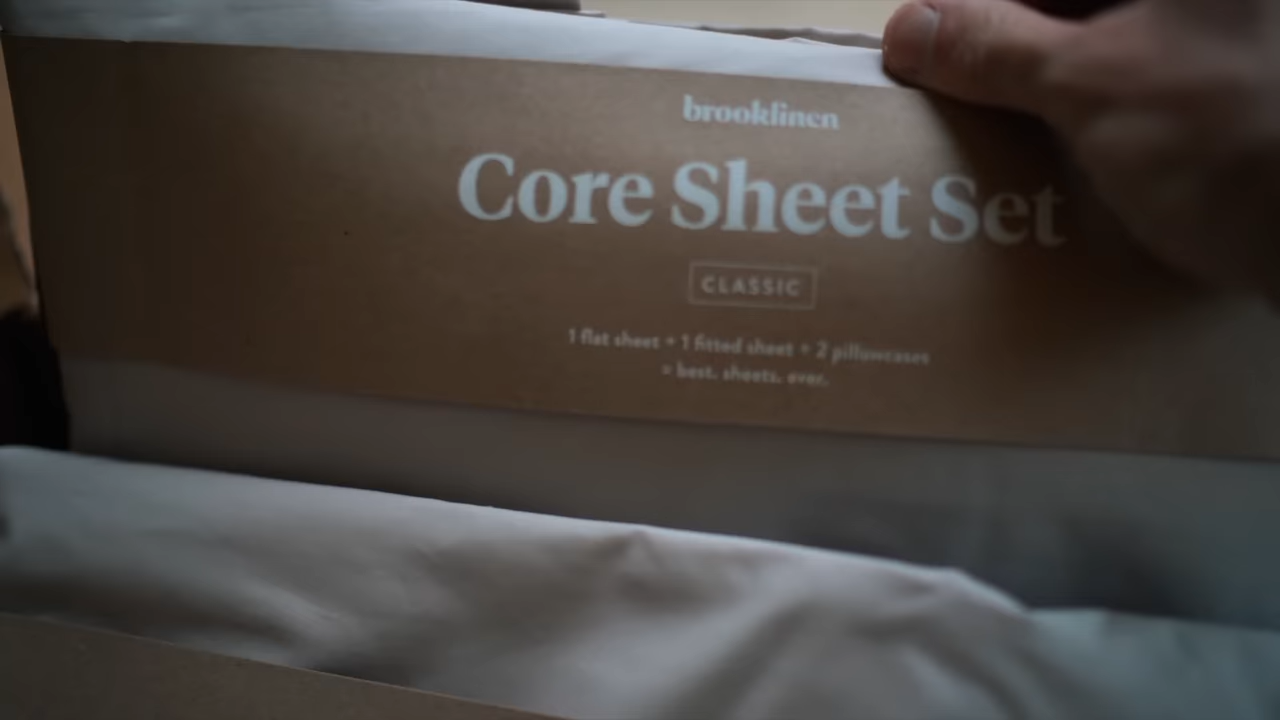 brooklinen
Core Sheet Set
CLASSIC
1 flat sheet + 1 fitted sheet + 2 pillowcases
= best. sheets. ever.